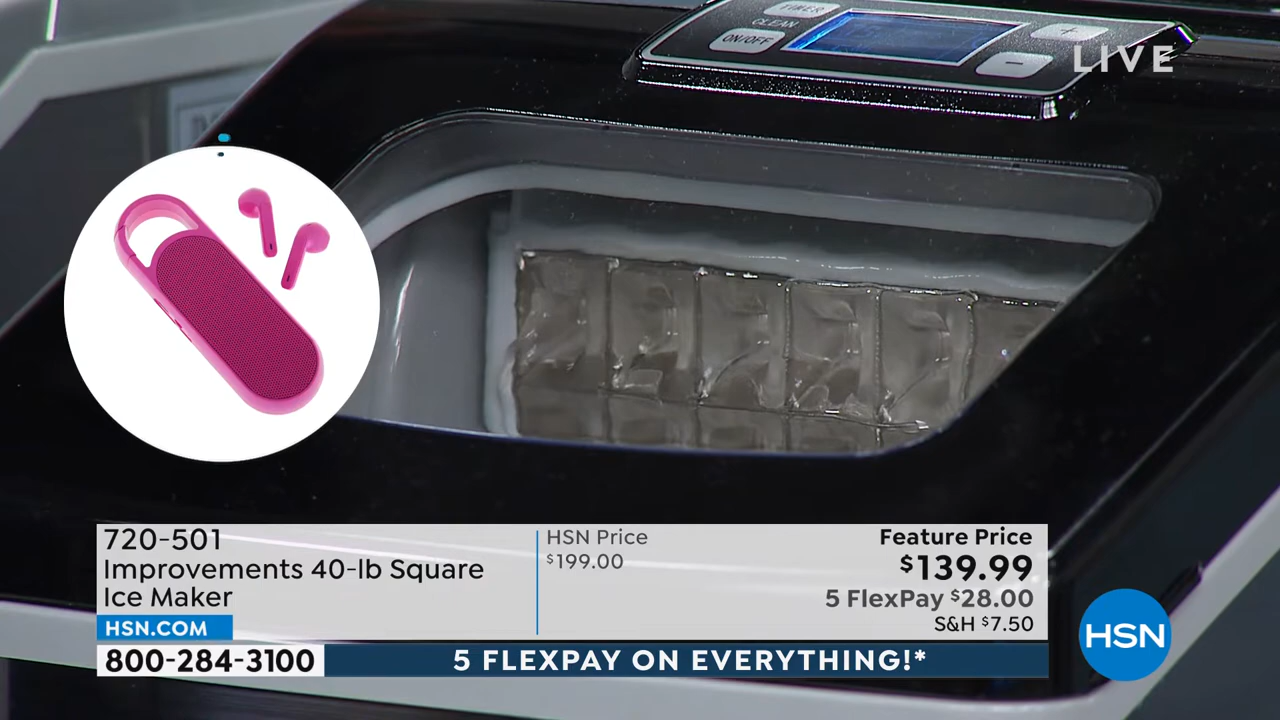 TIMER
CLEAN
ON/OFF
+
-
LIVE
720-501
Improvements 40-lb Square
Ice Maker
HSN.COM
HSN Price
$199.00
Feature Price
$139.99
5 FlexPay $28.00
S&H $7.50
800-284-3100
5 FLEXPAY ON EVERYTHING!*
HSN